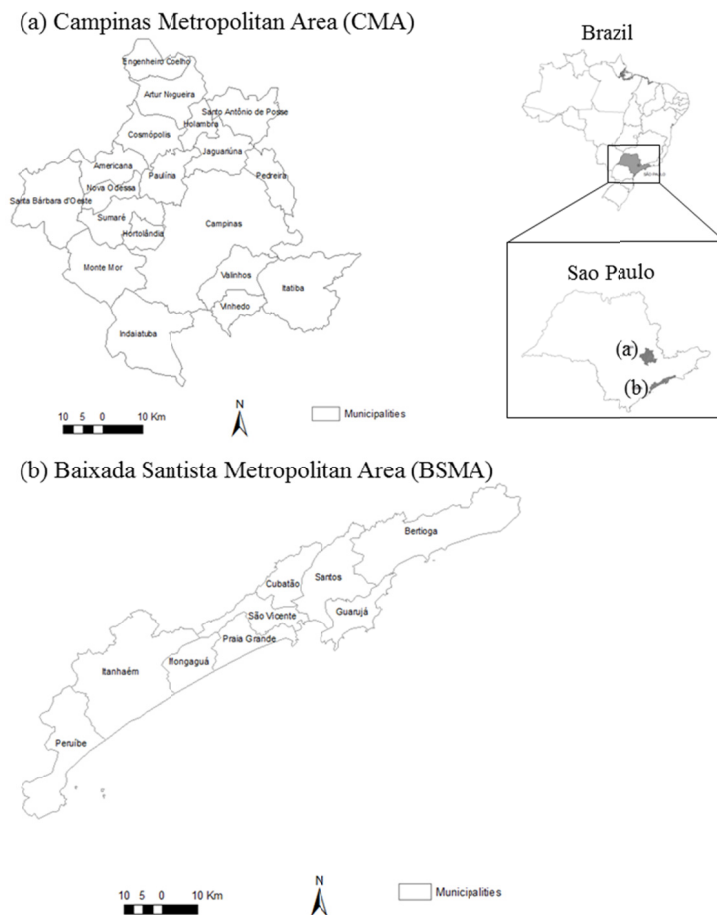 (a) Campinas Metropolitan Area (CMA)
Engenheiro Coelho
Artur Nogueira
Santo Antônio de Posse
Holambra
Cosmópolis
Jaguariúna
Americana
Paulína
Pedreira
Nova Odessa
Santa Bárbara d'Oeste
Sumaré
Campinas
Hortolândia
Monte Mor
Valinhos
Itatiba
Vinhedo
Indaiatuba
10 5 0 10 Km
N
Municipalities
Brazil
SÃO PAULO
Sao Paulo
(a)
(b)
(b) Baixada Santista Metropolitan Area (BSMA)
Bertioga
Cubatão
Santos
Guarujá
São Vicente
Praia Grande
Itanhaém
Mongaguá
Peruíbe
10 5 0 10 Km
N
Municipalities